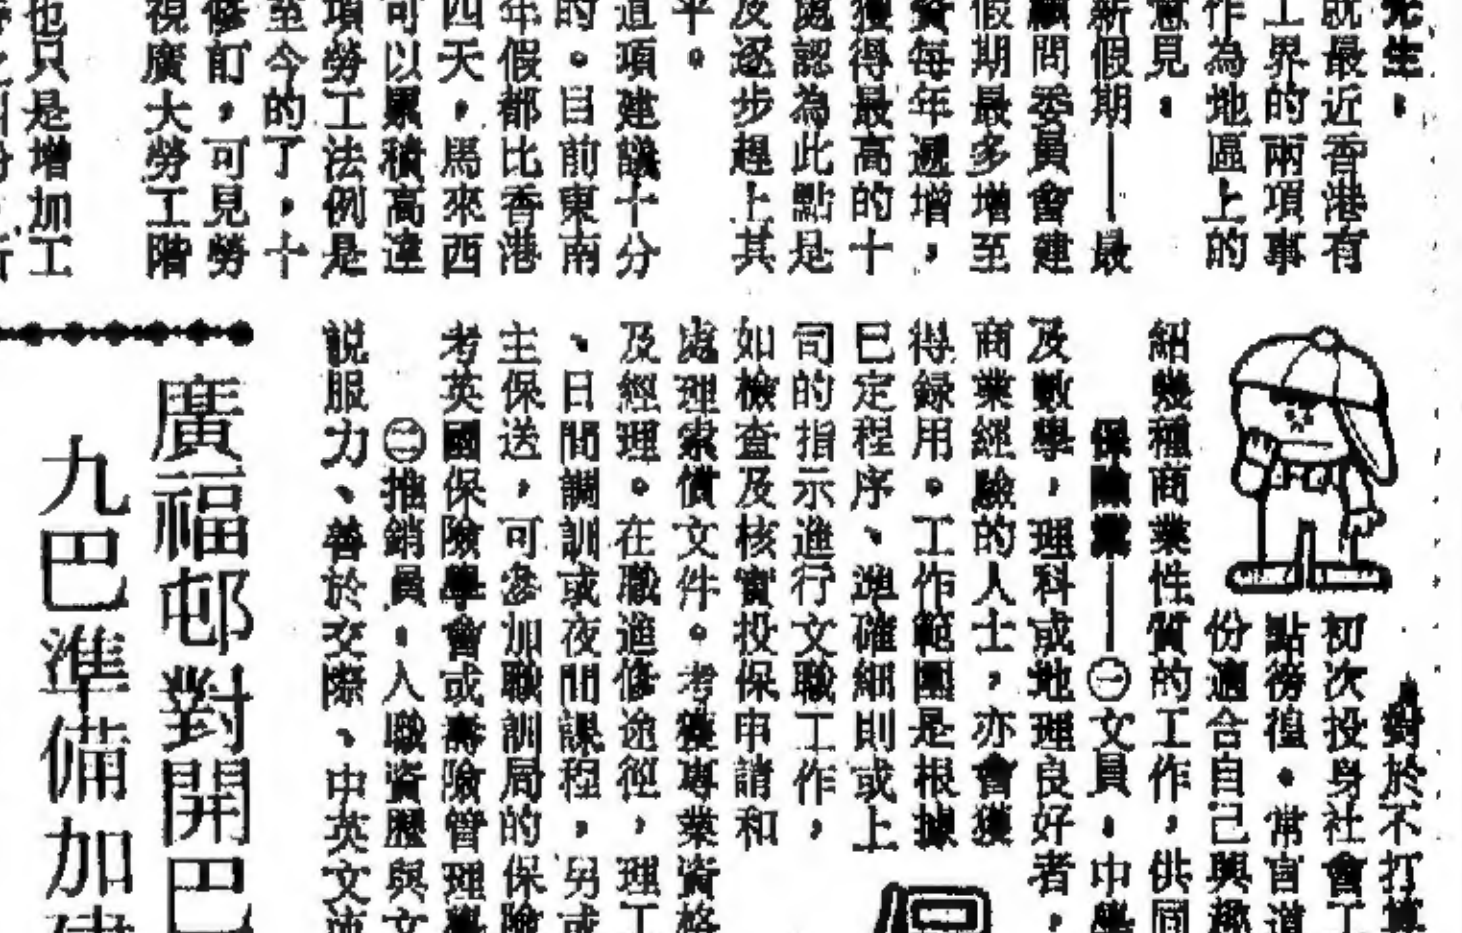 先生：
就最近香港有
工界的兩項事
作為地區上的
意見：
新假期——最
顧問委員會建
假期最多增至
資每年遞增，
獲得最高的十
處認為此點是
及逐步趕上其
平。
道項建議十分
的。目前東南
年假都比香港
四天，馬來西
可以累積高達
項勞工法例是
至今的了，十
修訂，可見勞
視廣大勞工階
也只是增加工
對於不打算
初次投身社會工
點徬徨。常言道
份適合自己興趣
紹幾種商業性質的工作，供同
保險業——㊀文員：中學
及數學，理科或地理良好者，
商業經驗的人士，亦會獲
得録用。工作範圍是根據
已定程序、準確細則或上
司的指示進行文職工作，
如檢查及核實投保申請和
處理索償文件。考獲專業資格
及經理。在職進修途徑，理工
、日間調訓或夜間課程，另或
主保送，可參加職訓局的保險
考英國保險學會或壽險管理學
㊁推銷員：入職資歷與文
説服力、善於交際、中英文流
廣福邨對開巴
九巴準備加建